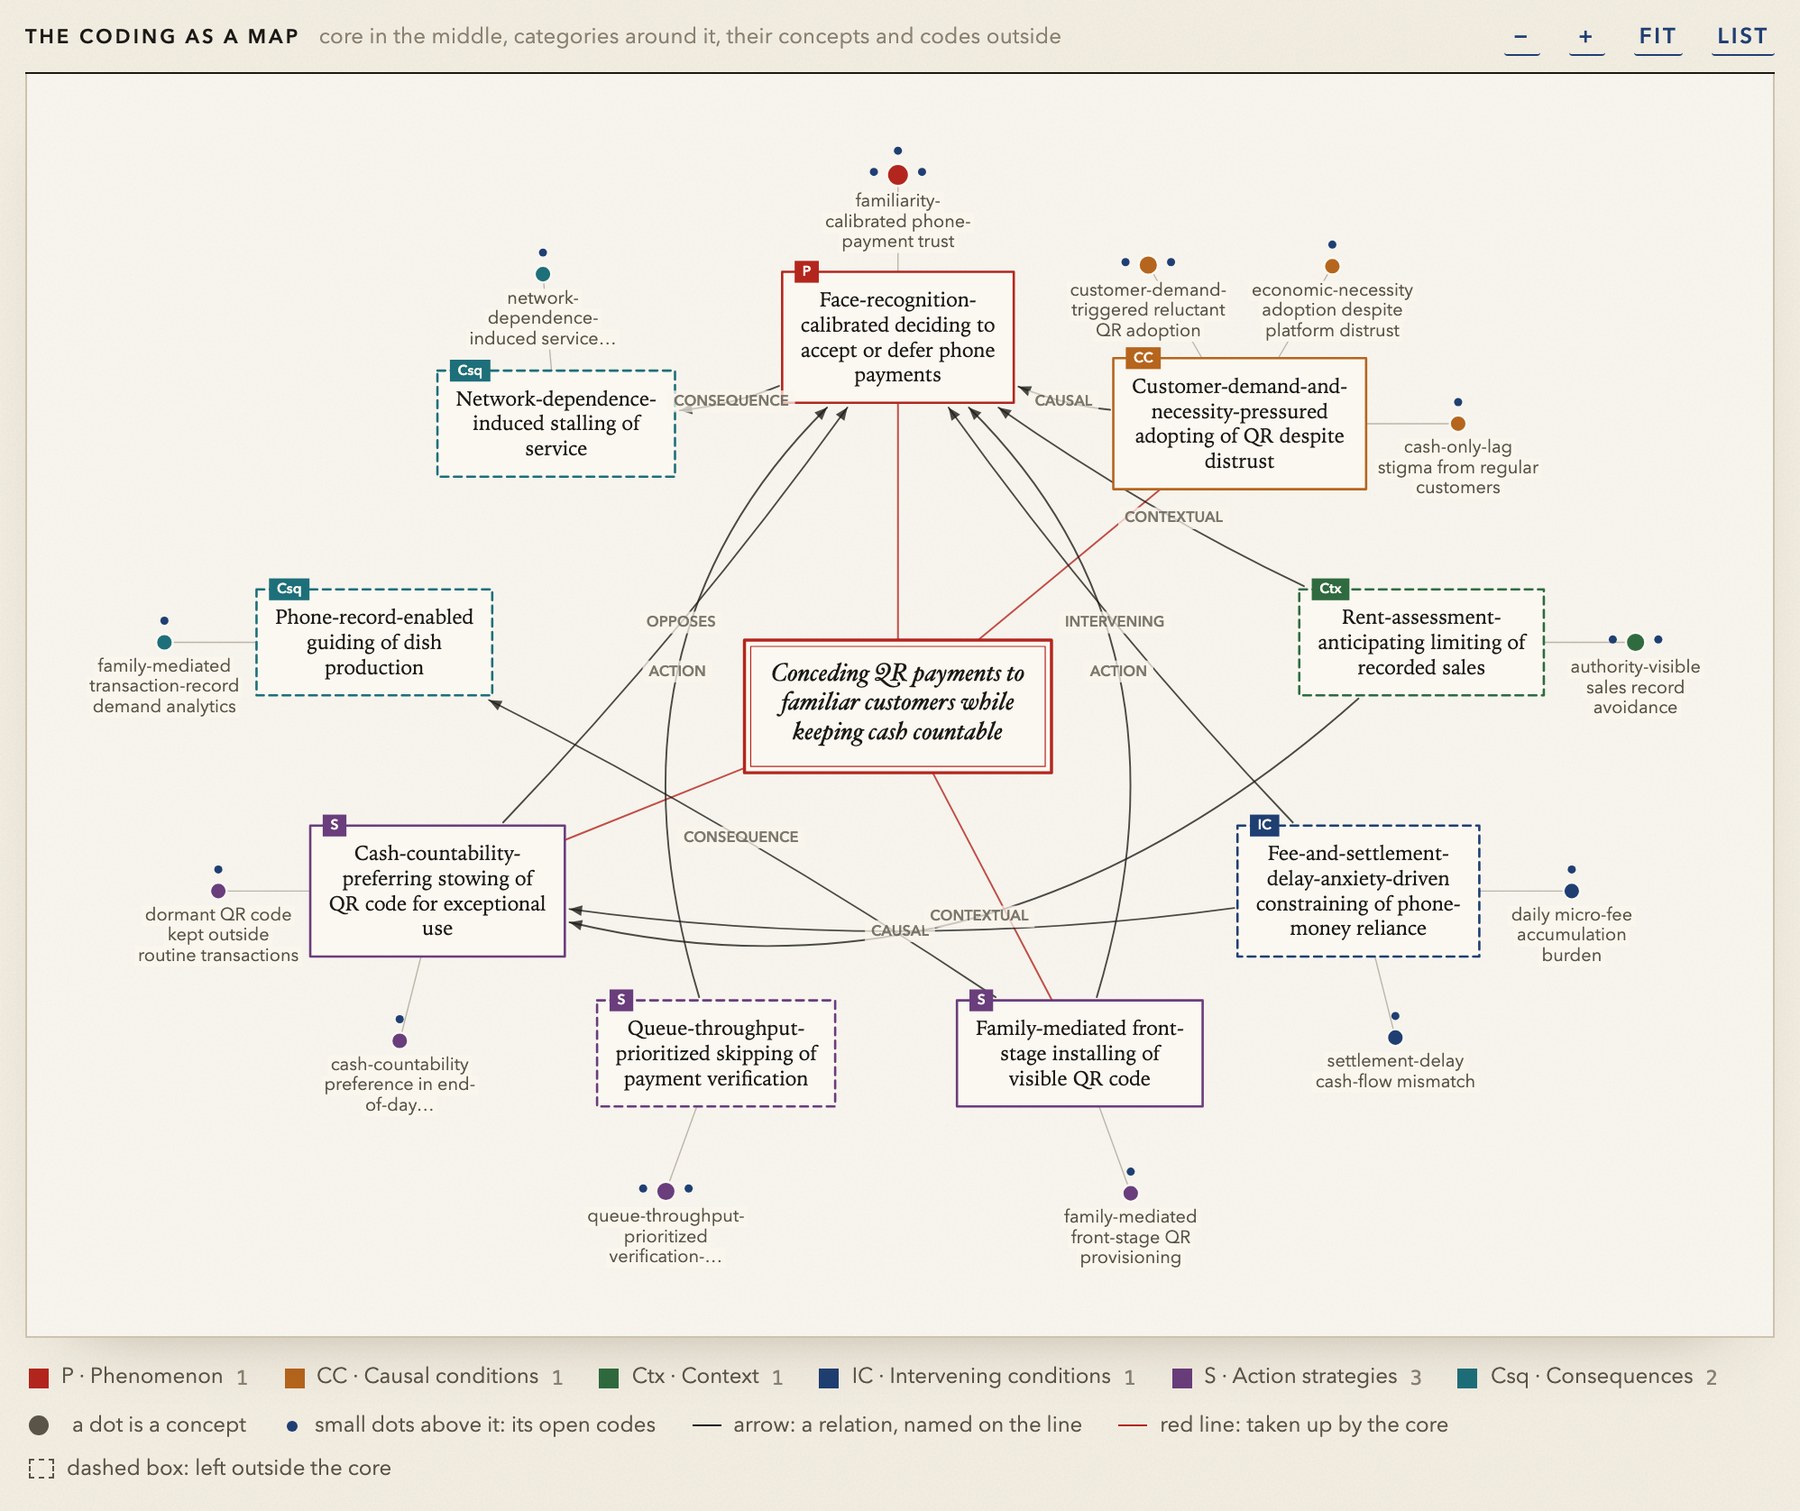 THE CODING AS A MAP core in the middle, categories around it, their concepts and codes outside
− + FIT LIST
familiarity-
calibrated phone-
payment trust
P
Face-recognition-
calibrated deciding to
accept or defer phone
payments
network-
dependence-
induced service…
Csq
Network-dependence-
induced stalling of
service
CONSEQUENCE
customer-demand-
triggered reluctant
QR adoption
economic-necessity
adoption despite
platform distrust
CC
Customer-demand-and-
necessity-pressured
adopting of QR despite
distrust
CAUSAL
cash-only-lag
stigma from regular
customers
CONTEXTUAL
Csq
Phone-record-enabled
guiding of dish
production
family-mediated
transaction-record
demand analytics
OPPOSES
ACTION
INTERVENING
ACTION
Conceding QR payments to
familiar customers while
keeping cash countable
Ctx
Rent-assessment-
anticipating limiting of
recorded sales
authority-visible
sales record
avoidance
CONSEQUENCE
S
Cash-countability-
preferring stowing of
QR code for exceptional
use
dormant QR code
kept outside
routine transactions
cash-countability
preference in end-
of-day…
CONTEXTUAL
CAUSAL
IC
Fee-and-settlement-
delay-anxiety-driven
constraining of phone-
money reliance
daily micro-fee
accumulation
burden
settlement-delay
cash-flow mismatch
S
Queue-throughput-
prioritized skipping of
payment verification
queue-throughput-
prioritized
verification-…
S
Family-mediated front-
stage installing of
visible QR code
family-mediated
front-stage QR
provisioning
P · Phenomenon 1 CC · Causal conditions 1 Ctx · Context 1 IC · Intervening conditions 1 S · Action strategies 3 Csq · Consequences 2
a dot is a concept small dots above it: its open codes arrow: a relation, named on the line red line: taken up by the core
dashed box: left outside the core